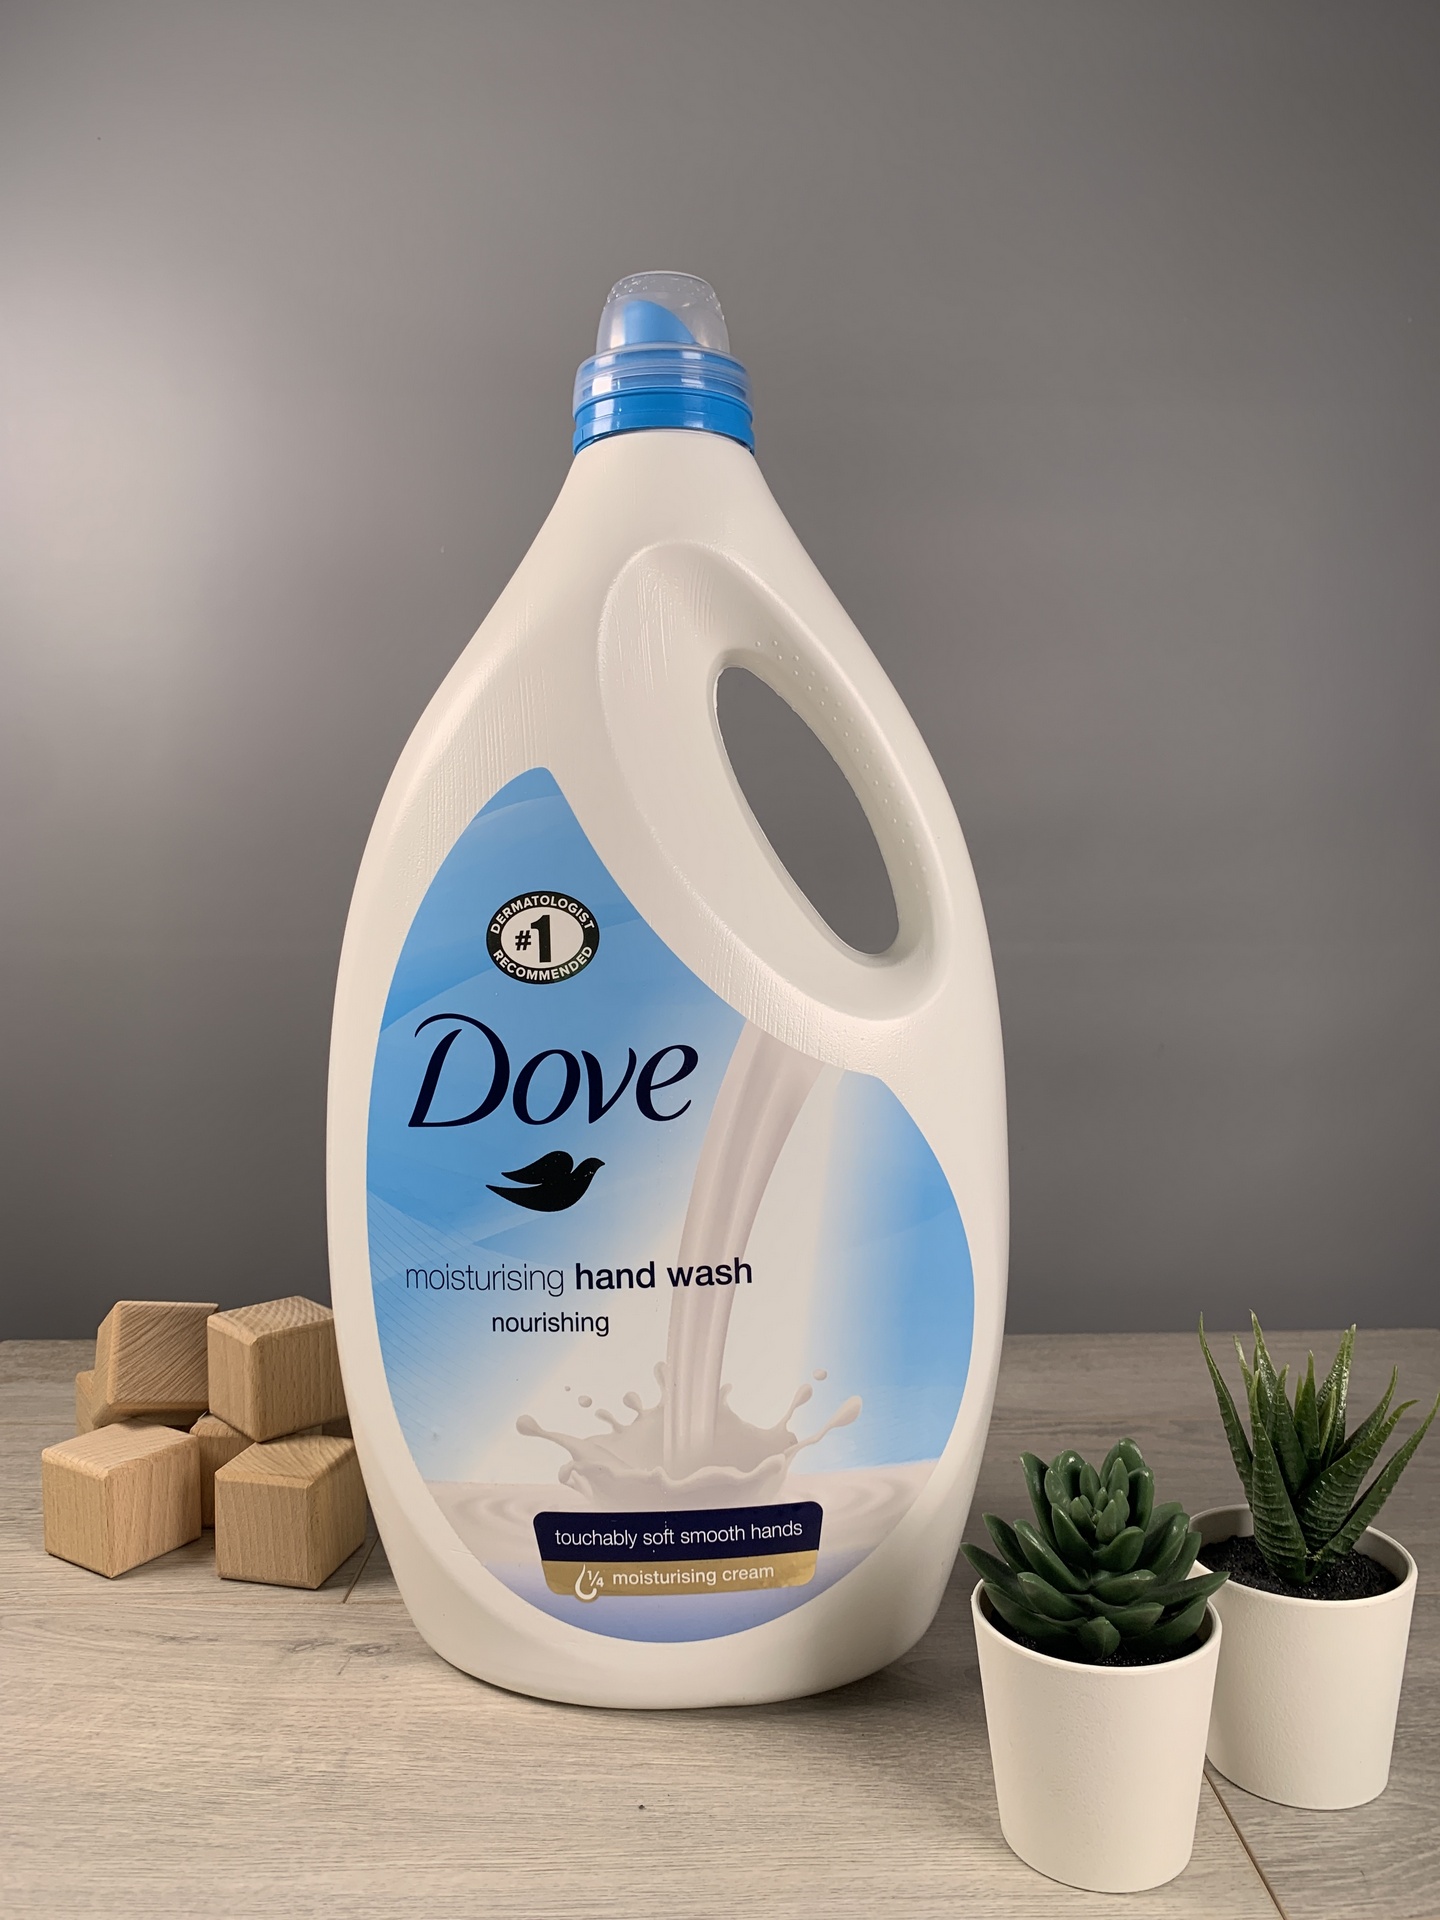 DERMATOLOGIST
#1
RECOMMENDED
Dove
moisturising hand wash
nourishing
touchably soft smooth hands
1/4 moisturising cream